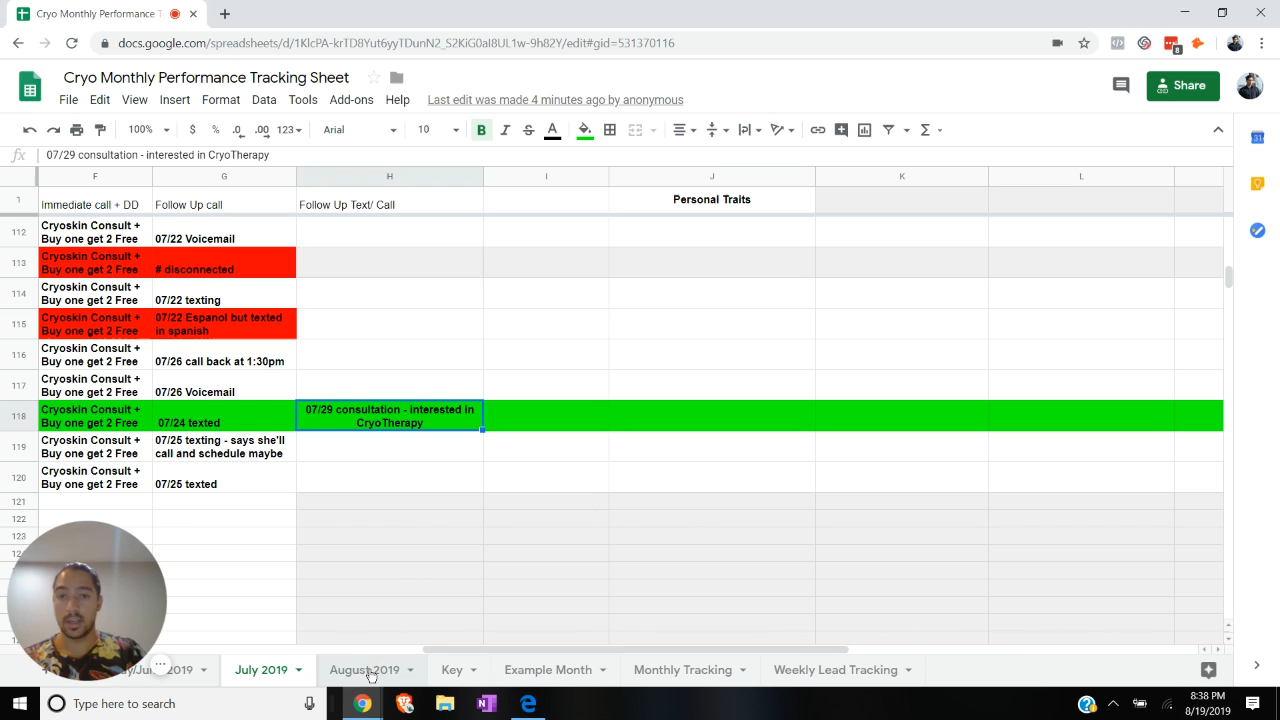 Cryo Monthly Performance T
docs.google.com/spreadsheets/d/1KlcPA-krTD8Yut6yyTDunN2_S2KiG0aI8UL1w-9h82Y/edit#gid=531370116
8
Cryo Monthly Performance Tracking Sheet
Share
File Edit View Insert Format Data Tools Add-ons Help Last edit was made 4 minutes ago by anonymous
100% $ % .0 .00 123 Arial 10 B I S A Σ
31
fx 07/29 consultation - interested in CryoTherapy
F G H I J K L
1 Immediate call + DD Follow Up call Follow Up Text/ Call Personal Traits
112 Cryoskin Consult +
Buy one get 2 Free 07/22 Voicemail
113 Cryoskin Consult +
Buy one get 2 Free # disconnected
114 Cryoskin Consult +
Buy one get 2 Free 07/22 texting
115 Cryoskin Consult + 07/22 Espanol but texted
Buy one get 2 Free in spanish
116 Cryoskin Consult +
Buy one get 2 Free 07/26 call back at 1:30pm
117 Cryoskin Consult +
Buy one get 2 Free 07/26 Voicemail
118 Cryoskin Consult + 07/29 consultation - interested in
Buy one get 2 Free 07/24 texted CryoTherapy
119 Cryoskin Consult + 07/25 texting - says she'll
Buy one get 2 Free call and schedule maybe
120 Cryoskin Consult +
Buy one get 2 Free 07/25 texted
121
122
123
2019 July 2019 August 2019 Key Example Month Monthly Tracking Weekly Lead Tracking
Type here to search
8:38 PM
8/19/2019